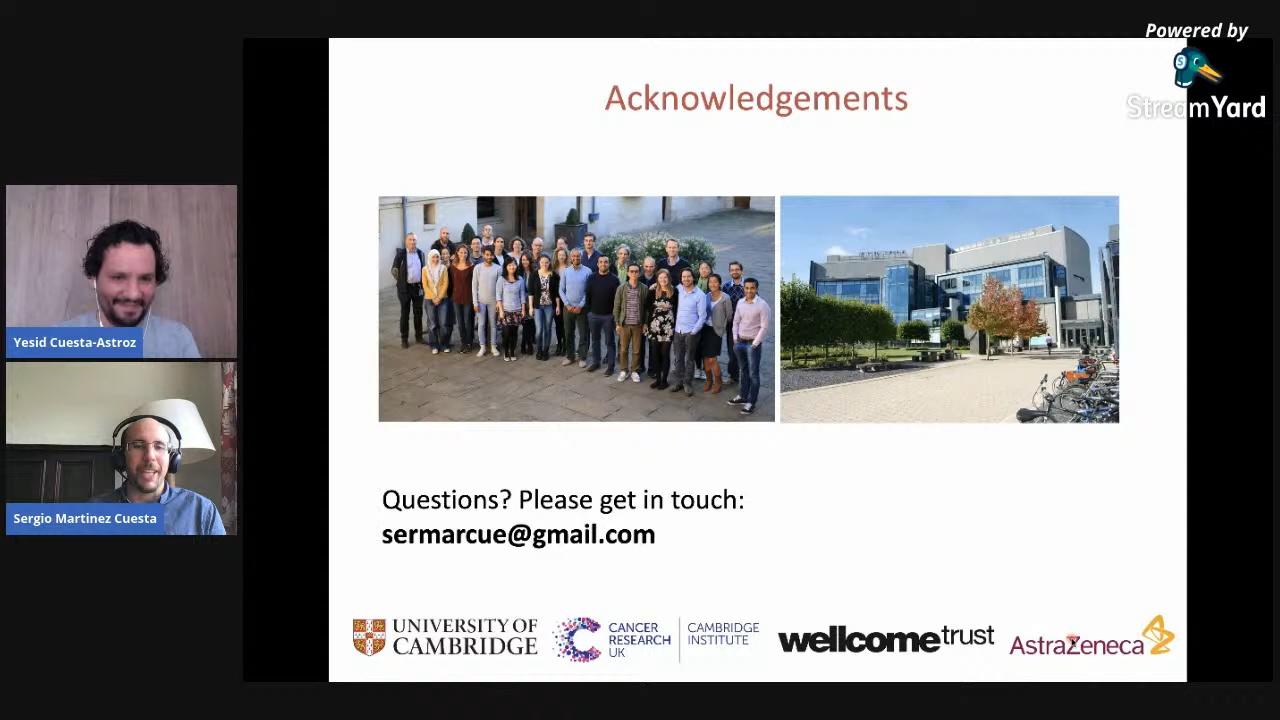 Powered by
StreamYard
Acknowledgements
Yesid Cuesta-Astroz
Sergio Martinez Cuesta
Questions? Please get in touch:
sermarcue@gmail.com
UNIVERSITY OF
CAMBRIDGE
CANCER
RESEARCH
UK
CAMBRIDGE
INSTITUTE
wellcometrust
AstraZeneca